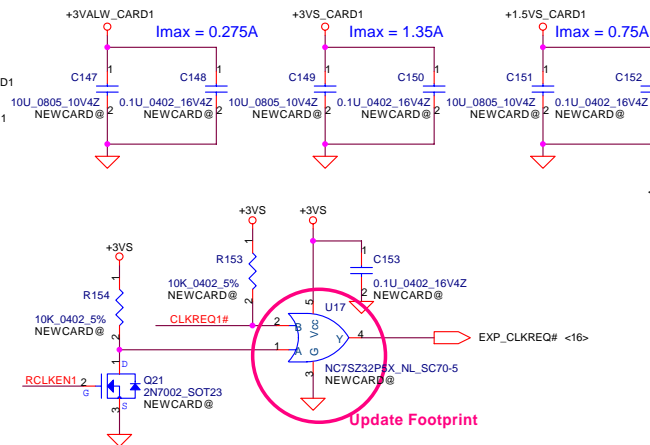 +3VALW_CARD1
Imax = 0.275A
+3VS_CARD1
Imax = 1.35A
+1.5VS_CARD1
Imax = 0.75A
D1
1
1
C147
10U_0805_10V4Z
NEWCARD@
2
1
C148
0.1U_0402_16V4Z
NEWCARD@
2
1
C149
10U_0805_10V4Z
NEWCARD@
2
1
C150
0.1U_0402_16V4Z
NEWCARD@
2
1
C151
10U_0805_10V4Z
NEWCARD@
2
C152
0.1U_0402_16V4Z
NEWCARD@
+3VS
+3VS
+3VS
1
R153
10K_0402_5%
NEWCARD@
2
1
C153
0.1U_0402_16V4Z
NEWCARD@
2
1
R154
10K_0402_5%
NEWCARD@
2
CLKREQ1#
U17
5
2
B
Vcc
1
A
G
Y
4
3
EXP_CLKREQ# <16>
NC7SZ32P5X_NL_SC70-5
RCLKEN1
2
G
1
D
Q21
2N7002_SOT23
NEWCARD@
3
S
Update Footprint